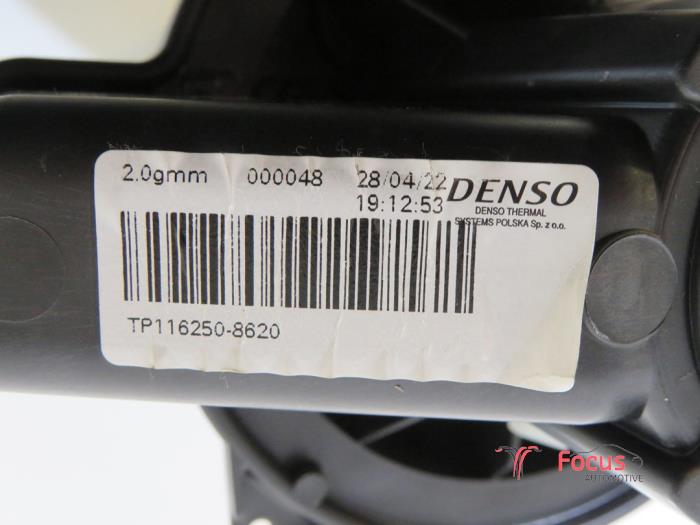 2.0gmm 000048 28/04/22
19:12:53
DENSO
DENSO THERMAL
SYSTEMS POLSKA Sp. z o.o.
TP116250-8620
Focus
AUTOMOTIVE